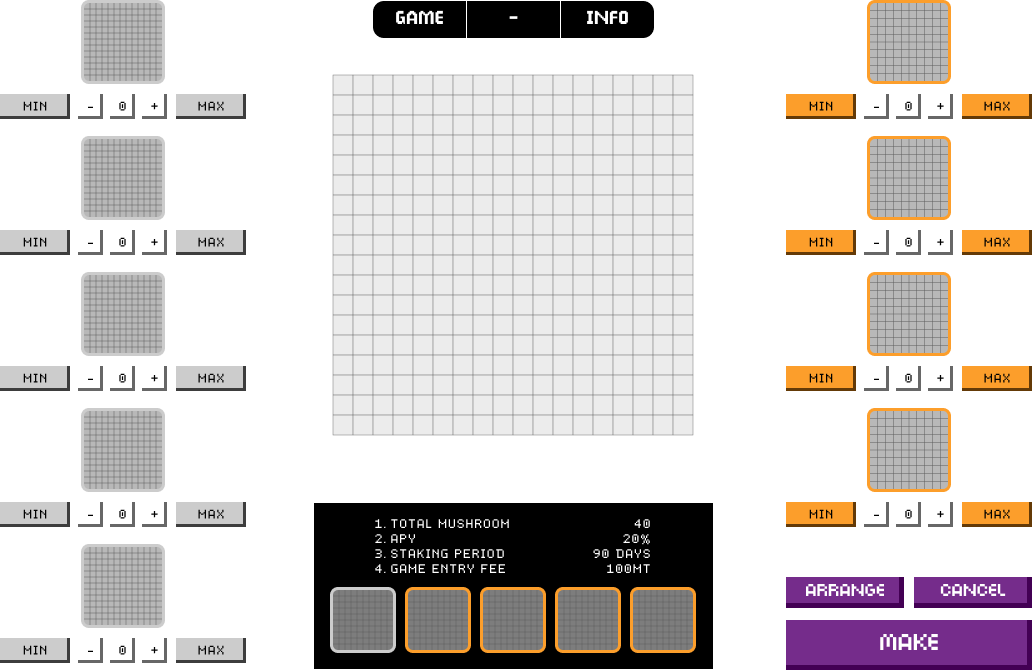 GAME - INFO
MIN - 0 + MAX
MIN - 0 + MAX
MIN - 0 + MAX
MIN - 0 + MAX
MIN - 0 + MAX
1. TOTAL MUSHROOM 40
2. APY 20%
3. STAKING PERIOD 90 DAYS
4. GAME ENTRY FEE 100MT
MIN - 0 + MAX
MIN - 0 + MAX
MIN - 0 + MAX
MIN - 0 + MAX
ARRANGE CANCEL
MAKE